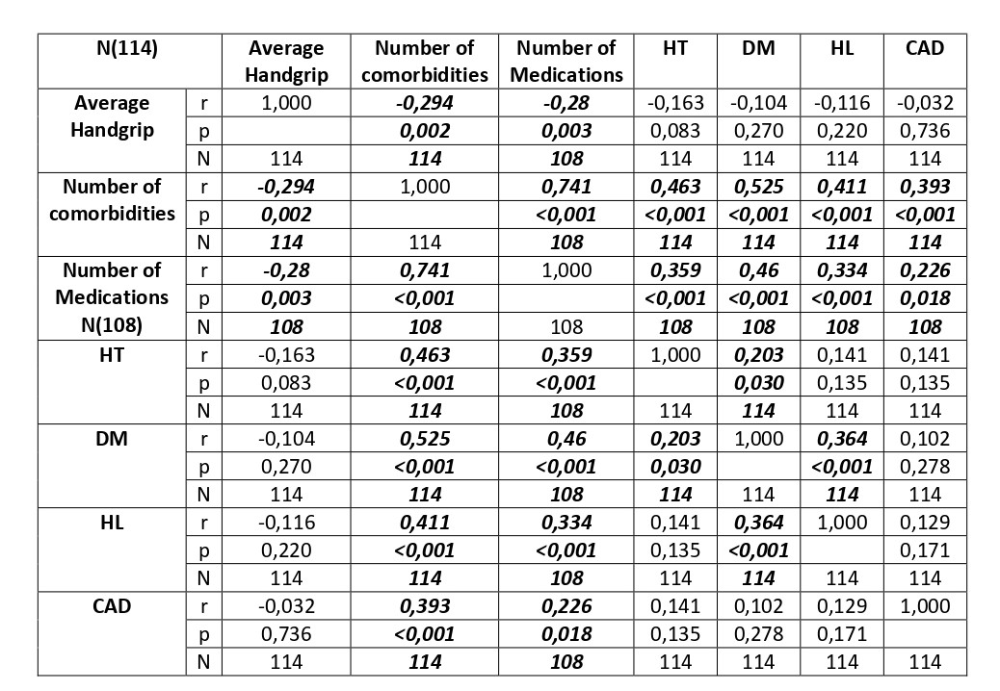 N(114) Average Handgrip Number of comorbidities Number of Medications HT DM HL CAD
Average Handgrip r 1,000 -0,294 -0,28 -0,163 -0,104 -0,116 -0,032
p 0,002 0,003 0,083 0,270 0,220 0,736
N 114 114 108 114 114 114 114
Number of comorbidities r -0,294 1,000 0,741 0,463 0,525 0,411 0,393
p 0,002 <0,001 <0,001 <0,001 <0,001 <0,001
N 114 114 108 114 114 114 114
Number of Medications N(108) r -0,28 0,741 1,000 0,359 0,46 0,334 0,226
p 0,003 <0,001 <0,001 <0,001 <0,001 0,018
N 108 108 108 108 108 108 108
HT r -0,163 0,463 0,359 1,000 0,203 0,141 0,141
p 0,083 <0,001 <0,001 0,030 0,135 0,135
N 114 114 108 114 114 114 114
DM r -0,104 0,525 0,46 0,203 1,000 0,364 0,102
p 0,270 <0,001 <0,001 0,030 <0,001 0,278
N 114 114 108 114 114 114 114
HL r -0,116 0,411 0,334 0,141 0,364 1,000 0,129
p 0,220 <0,001 <0,001 0,135 <0,001 0,171
N 114 114 108 114 114 114 114
CAD r -0,032 0,393 0,226 0,141 0,102 0,129 1,000
p 0,736 <0,001 0,018 0,135 0,278 0,171
N 114 114 108 114 114 114 114